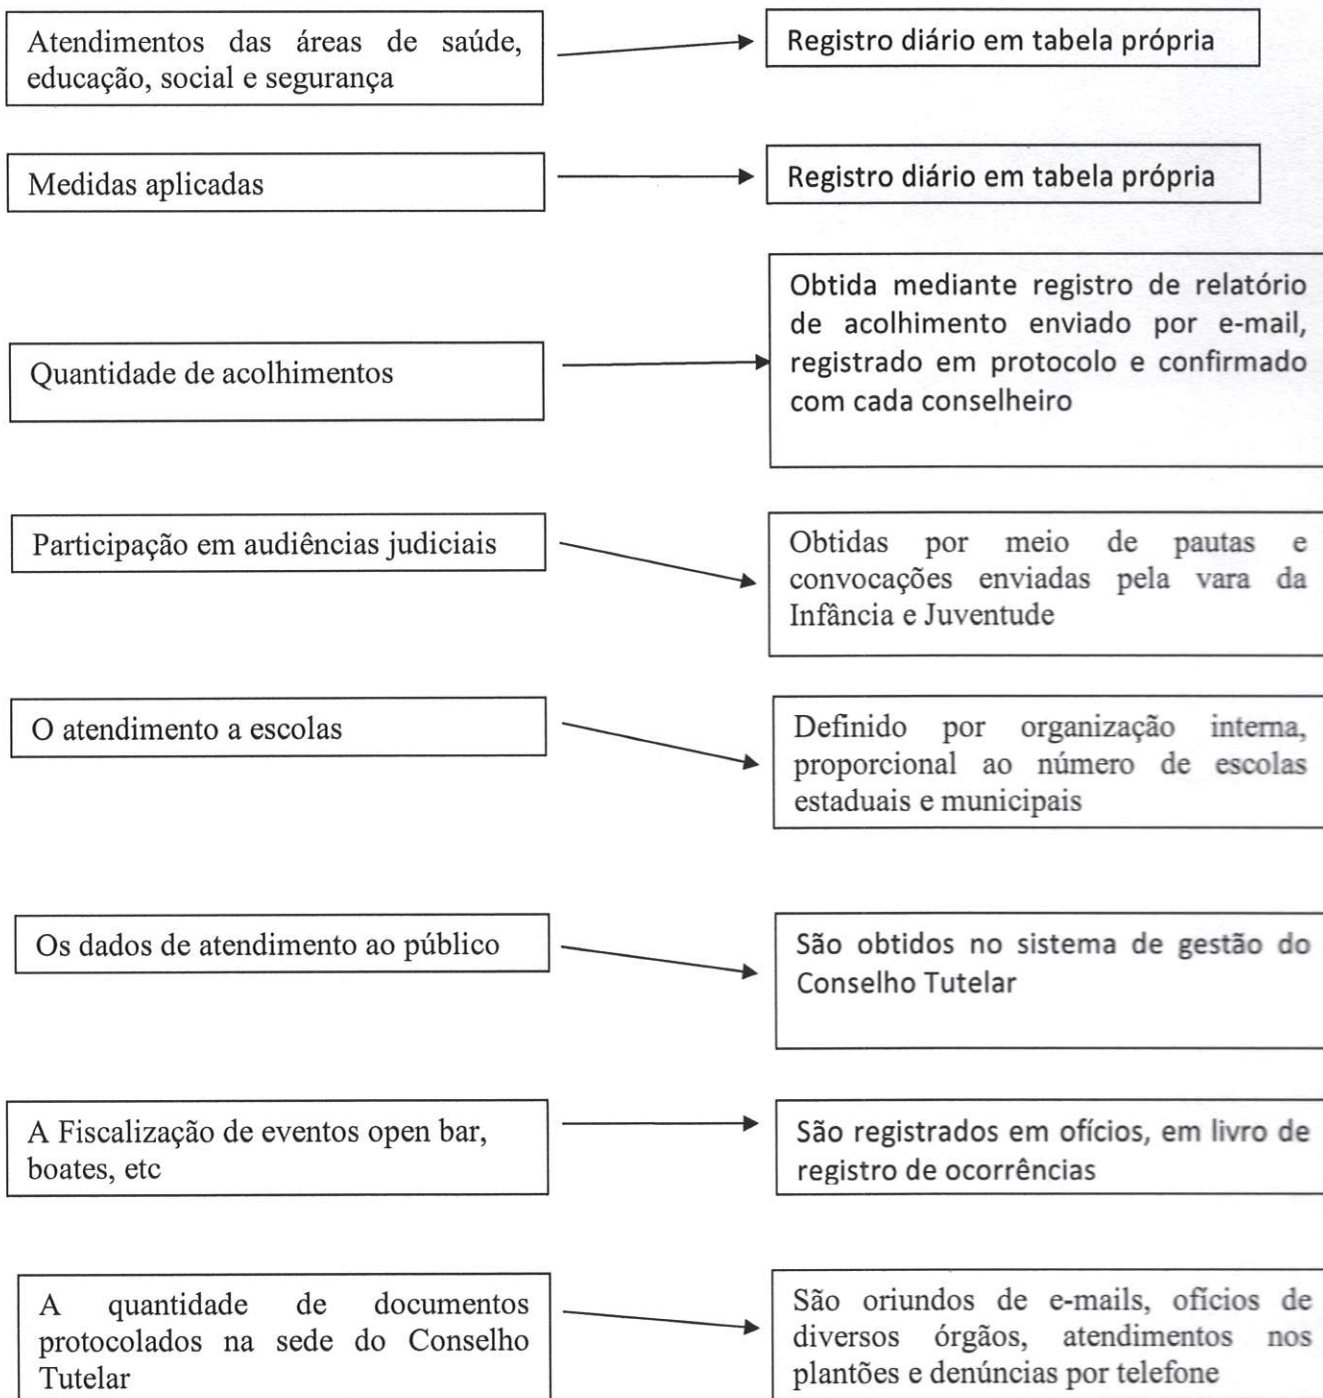 Atendimentos das áreas de saúde,
educação, social e segurança
Registro diário em tabela própria
Medidas aplicadas
Registro diário em tabela própria
Quantidade de acolhimentos
Obtida mediante registro de relatório
de acolhimento enviado por e-mail,
registrado em protocolo e confirmado
com cada conselheiro
Participação em audiências judiciais
Obtidas por meio de pautas e
convocações enviadas pela vara da
Infância e Juventude
O atendimento a escolas
Definido por organização interna,
proporcional ao número de escolas
estaduais e municipais
Os dados de atendimento ao público
São obtidos no sistema de gestão do
Conselho Tutelar
A Fiscalização de eventos open bar,
boates, etc
São registrados em ofícios, em livro de
registro de ocorrências
A quantidade de documentos
protocolados na sede do Conselho
Tutelar
São oriundos de e-mails, ofícios de
diversos órgãos, atendimentos nos
plantões e denúncias por telefone